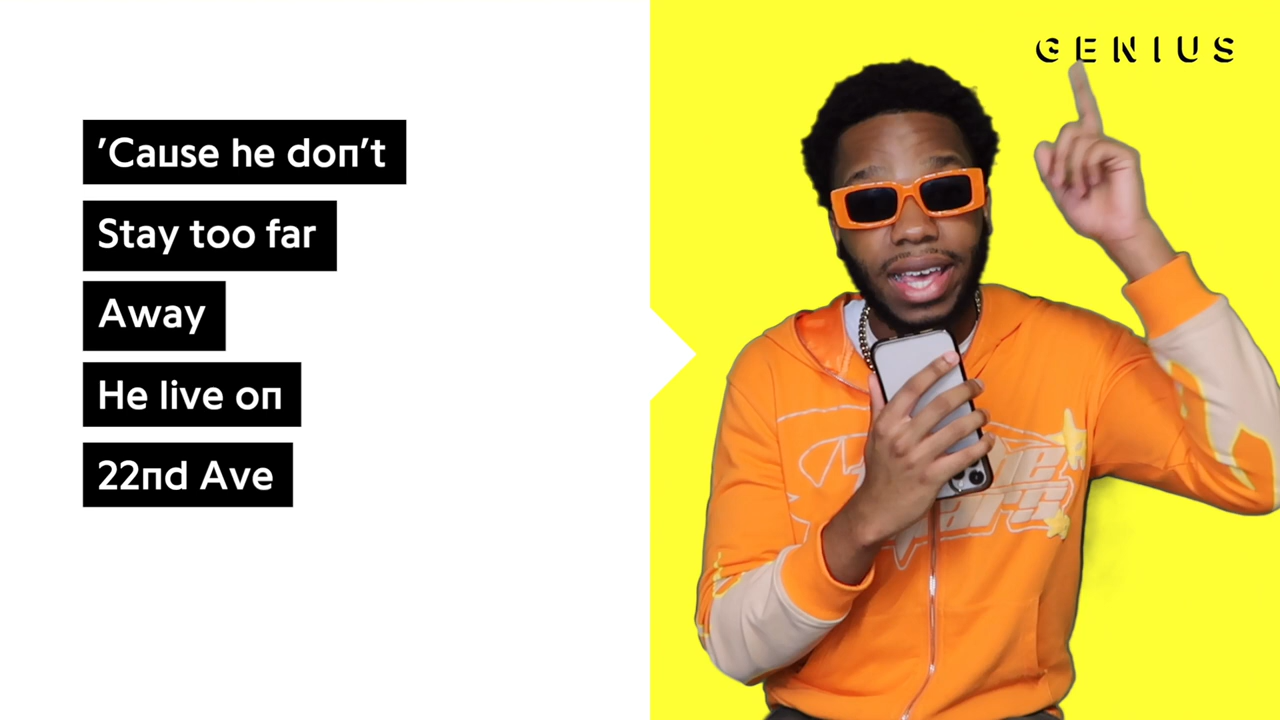 GENIUS
'Cause he don't
Stay too far
Away
He live on
22nd Ave